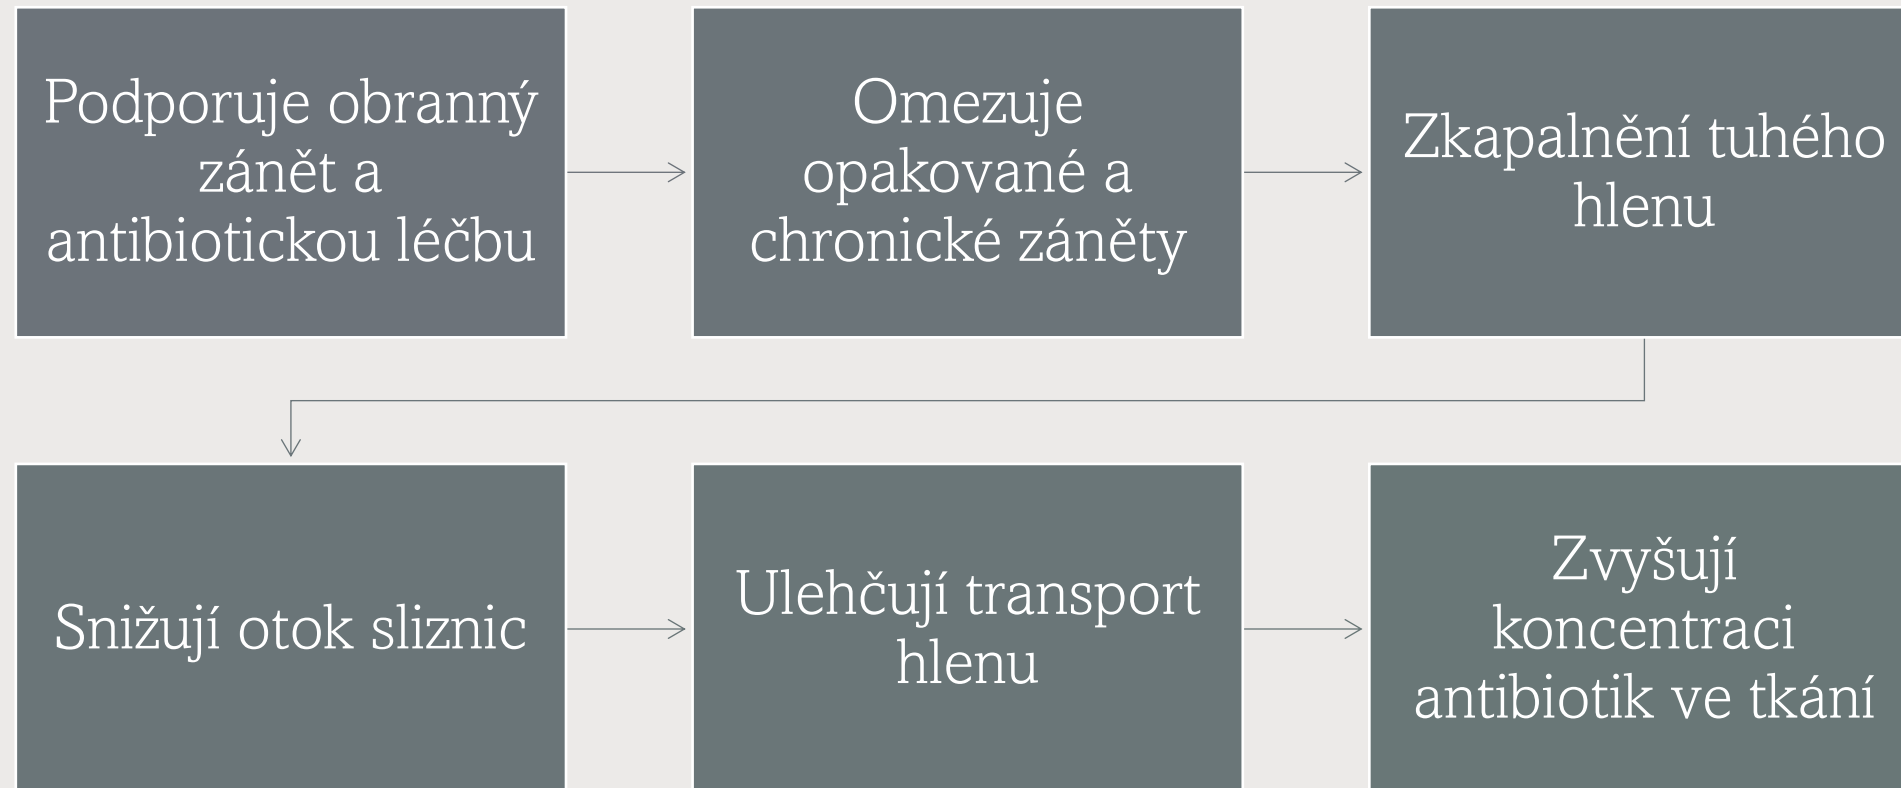 Podporuje obranný
zánět a
antibiotickou léčbu
Omezuje
opakované a
chronické záněty
Zkapalnění tuhého
hlenu
Snižují otok sliznic
Ulehčují transport
hlenu
Zvyšují
koncentraci
antibiotik ve tkání